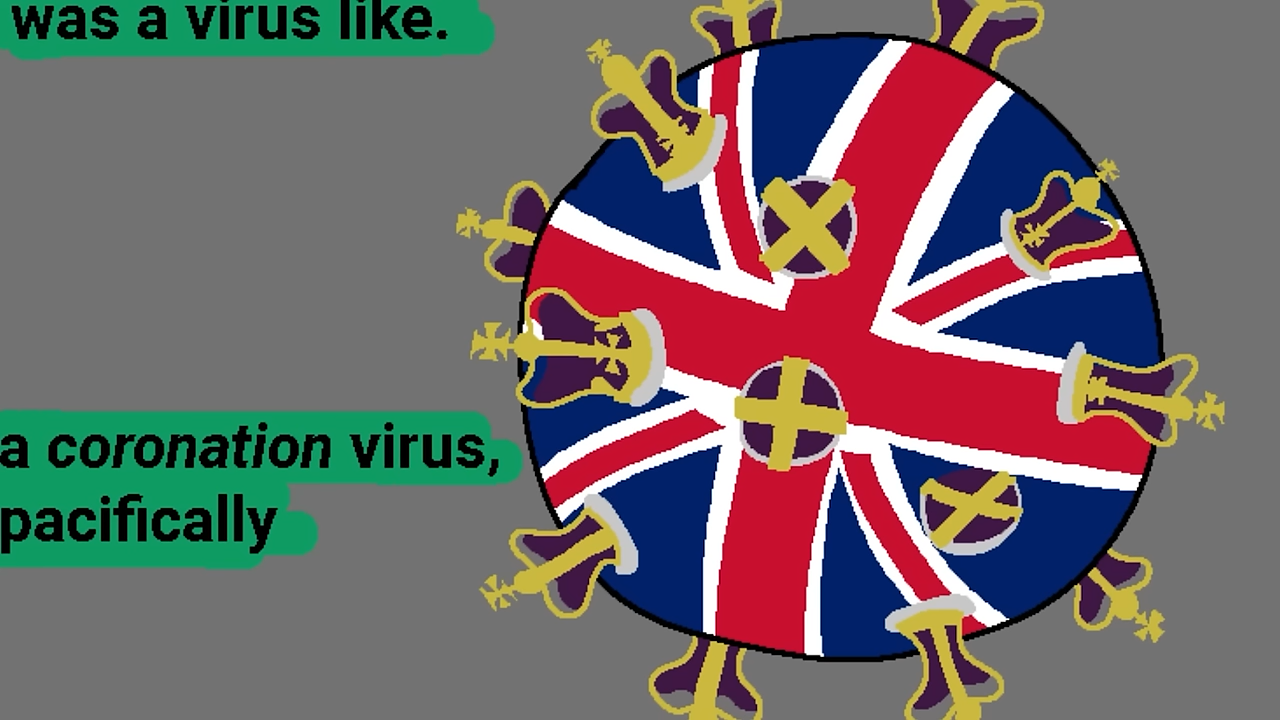 was a virus like.
a coronation virus,
pacifically